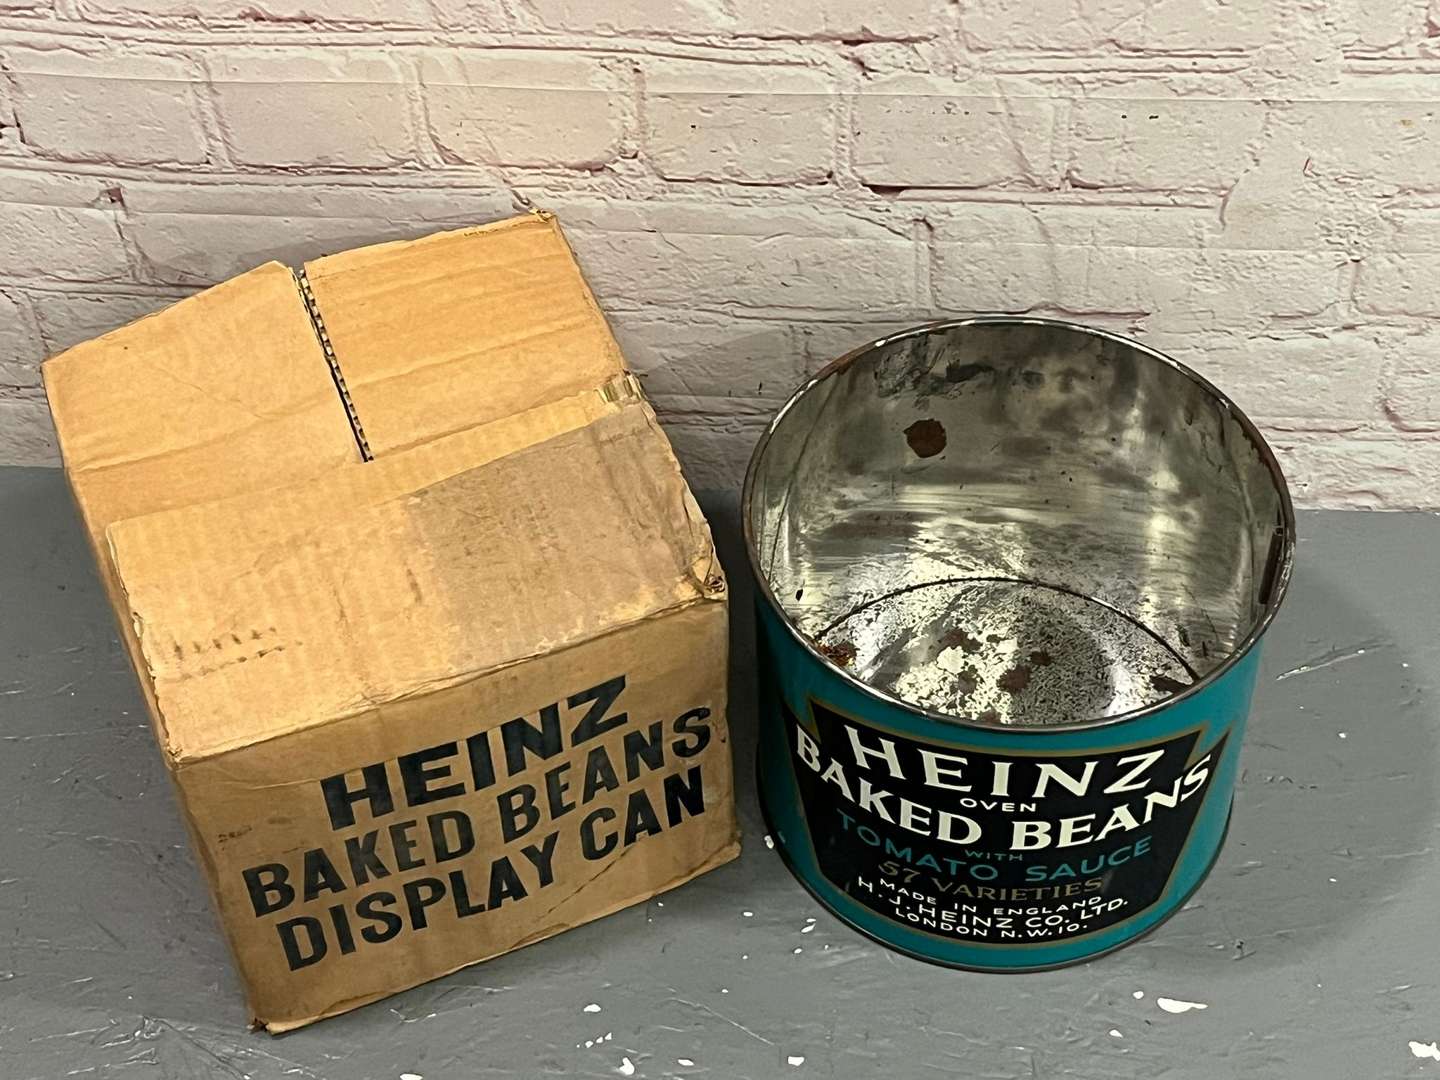 HEINZ
BAKED BEANS
DISPLAY CAN
HEINZ
OVEN
BAKED BEANS
WITH
TOMATO SAUCE
57 VARIETIES
MADE IN ENGLAND
H.J. HEINZ CO. LTD.
LONDON N.W.10.